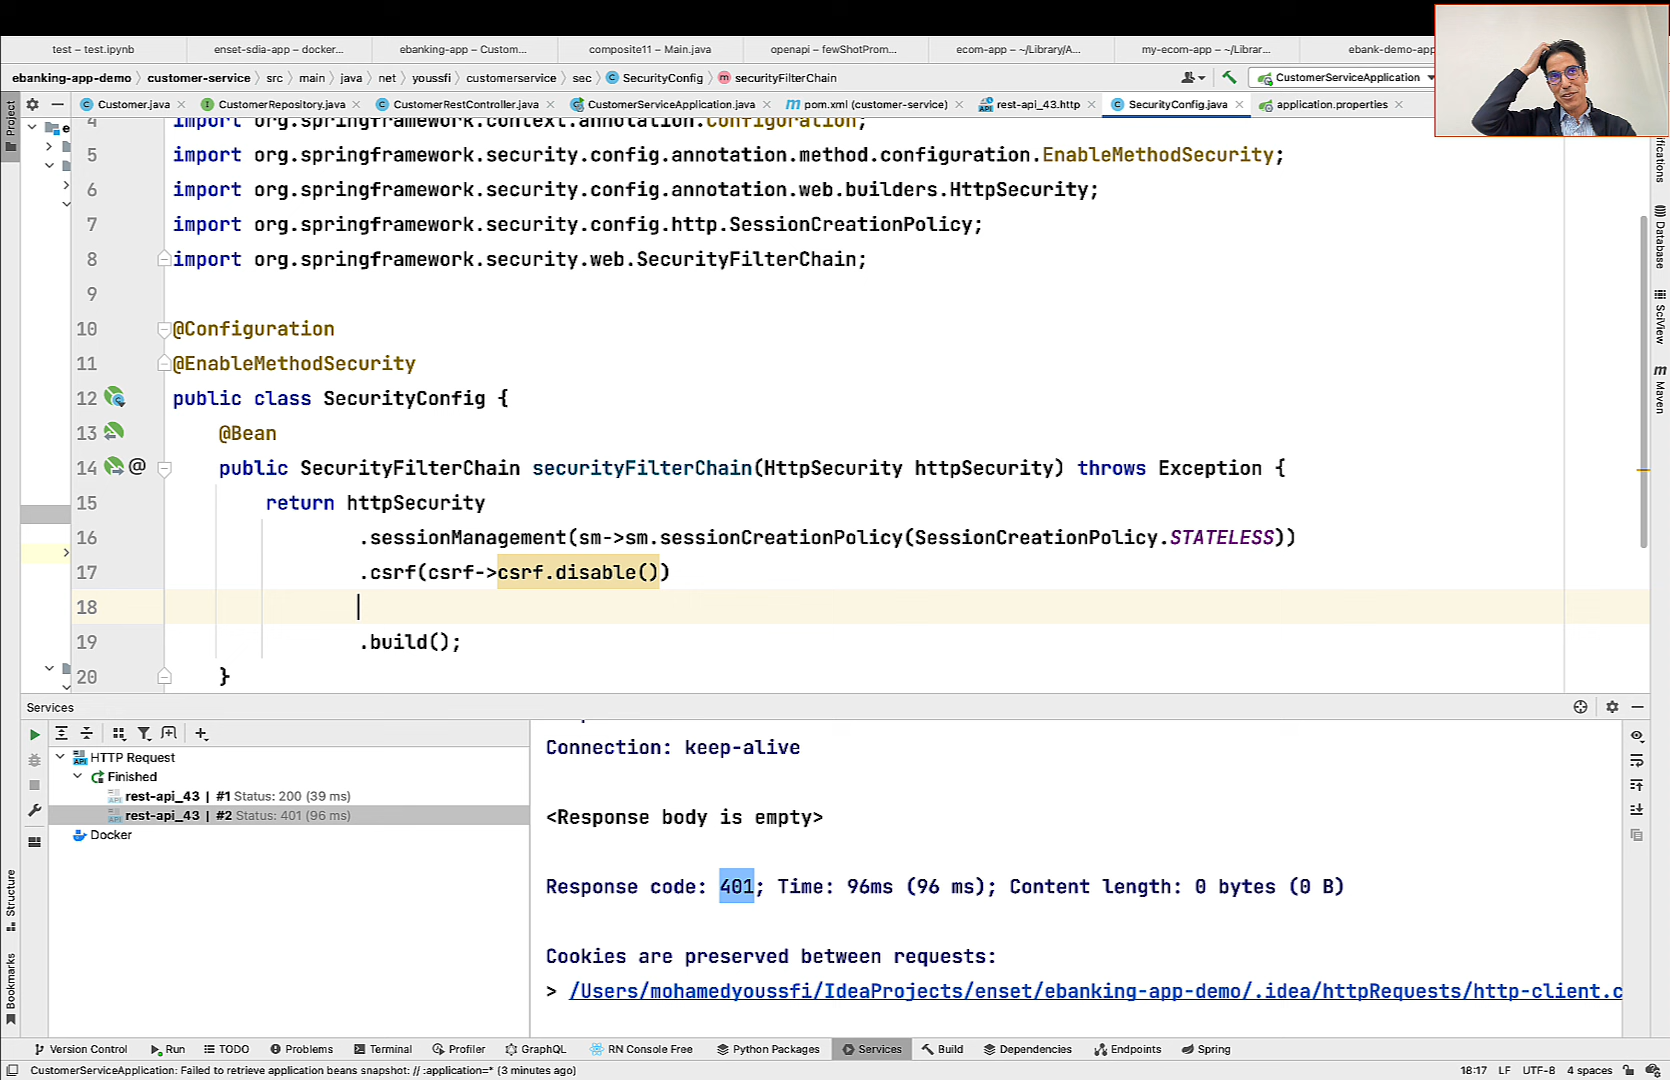 test – test.ipynb
enset-sdia-app – docker...
ebanking-app – Custom...
composite11 – Main.java
openapi – fewShotProm...
ecom-app – ~/Library/A...
my-ecom-app – ~/Librar...
ebank-demo-app
ebanking-app-demo › customer-service › src › main › java › net › youssfi › customerservice › sec › SecurityConfig › securityFilterChain
CustomerServiceApplication
Project
Customer.java
CustomerRepository.java
CustomerRestController.java
CustomerServiceApplication.java
pom.xml (customer-service)
rest-api_43.http
SecurityConfig.java
application.properties
4 import org.springframework.context.annotation.Configuration;
5 import org.springframework.security.config.annotation.method.configuration.EnableMethodSecurity;
6 import org.springframework.security.config.annotation.web.builders.HttpSecurity;
7 import org.springframework.security.config.http.SessionCreationPolicy;
8 import org.springframework.security.web.SecurityFilterChain;
9
10 @Configuration
11 @EnableMethodSecurity
12 public class SecurityConfig {
13 @Bean
14 public SecurityFilterChain securityFilterChain(HttpSecurity httpSecurity) throws Exception {
15 return httpSecurity
16 .sessionManagement(sm->sm.sessionCreationPolicy(SessionCreationPolicy.STATELESS))
17 .csrf(csrf->csrf.disable())
18
19 .build();
20 }
Database
SciView
Maven
Services
HTTP Request
Finished
rest-api_43 | #1 Status: 200 (39 ms)
rest-api_43 | #2 Status: 401 (96 ms)
Docker
Connection: keep-alive
<Response body is empty>
Response code: 401; Time: 96ms (96 ms); Content length: 0 bytes (0 B)
Cookies are preserved between requests:
> /Users/mohamedyoussfi/IdeaProjects/enset/ebanking-app-demo/.idea/httpRequests/http-client.c
Structure
Bookmarks
Version Control
Run
TODO
Problems
Terminal
Profiler
GraphQL
RN Console Free
Python Packages
Services
Build
Dependencies
Endpoints
Spring
CustomerServiceApplication: Failed to retrieve application beans snapshot: // :application=* (3 minutes ago)
18:17 LF UTF-8 4 spaces